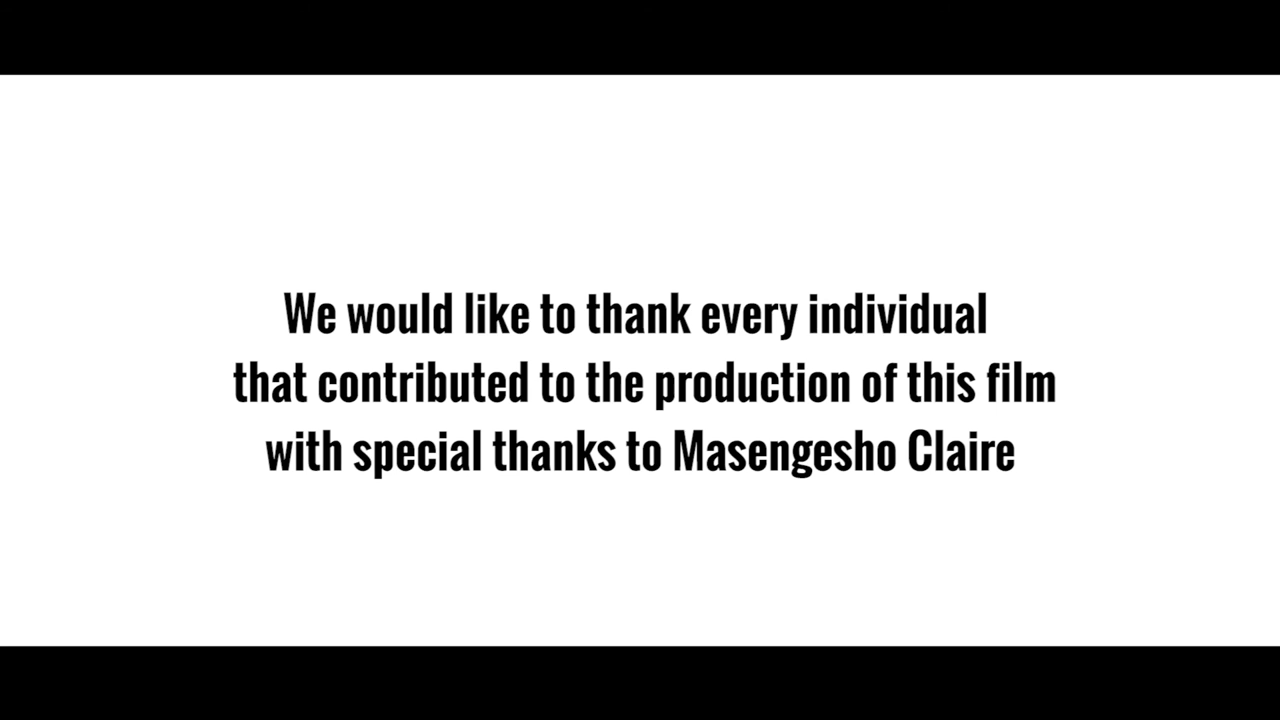 We would like to thank every individual
that contributed to the production of this film
with special thanks to Masengesho Claire